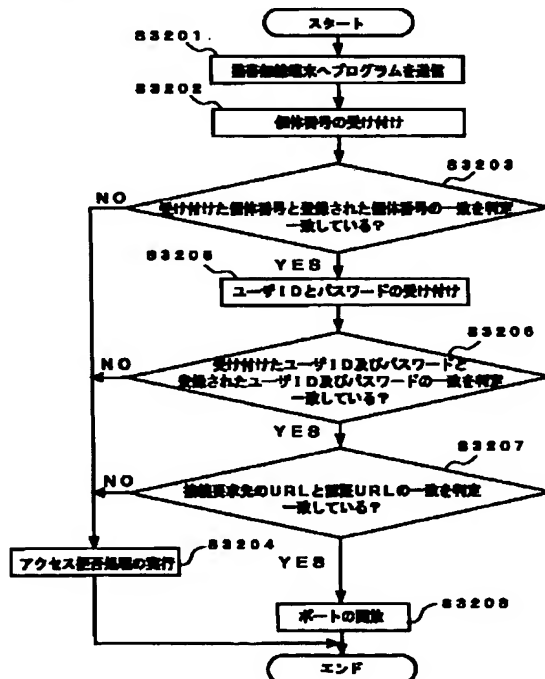 スタート
S3201
無線端末へプログラムを送信
S3202
個体番号の受け付け
S3203
受け付けた個体番号と登録された個体番号の一致を判定
一致している?
NO
YES
S3205
ユーザIDとパスワードの受け付け
S3206
受け付けたユーザID及びパスワードと
登録されたユーザID及びパスワードの一致を判定
一致している?
NO
YES
S3207
接続要求先のURLと認証URLの一致を判定
一致している?
NO
YES
S3204
アクセス拒否処理の実行
S3208
ポートの開放
エンド